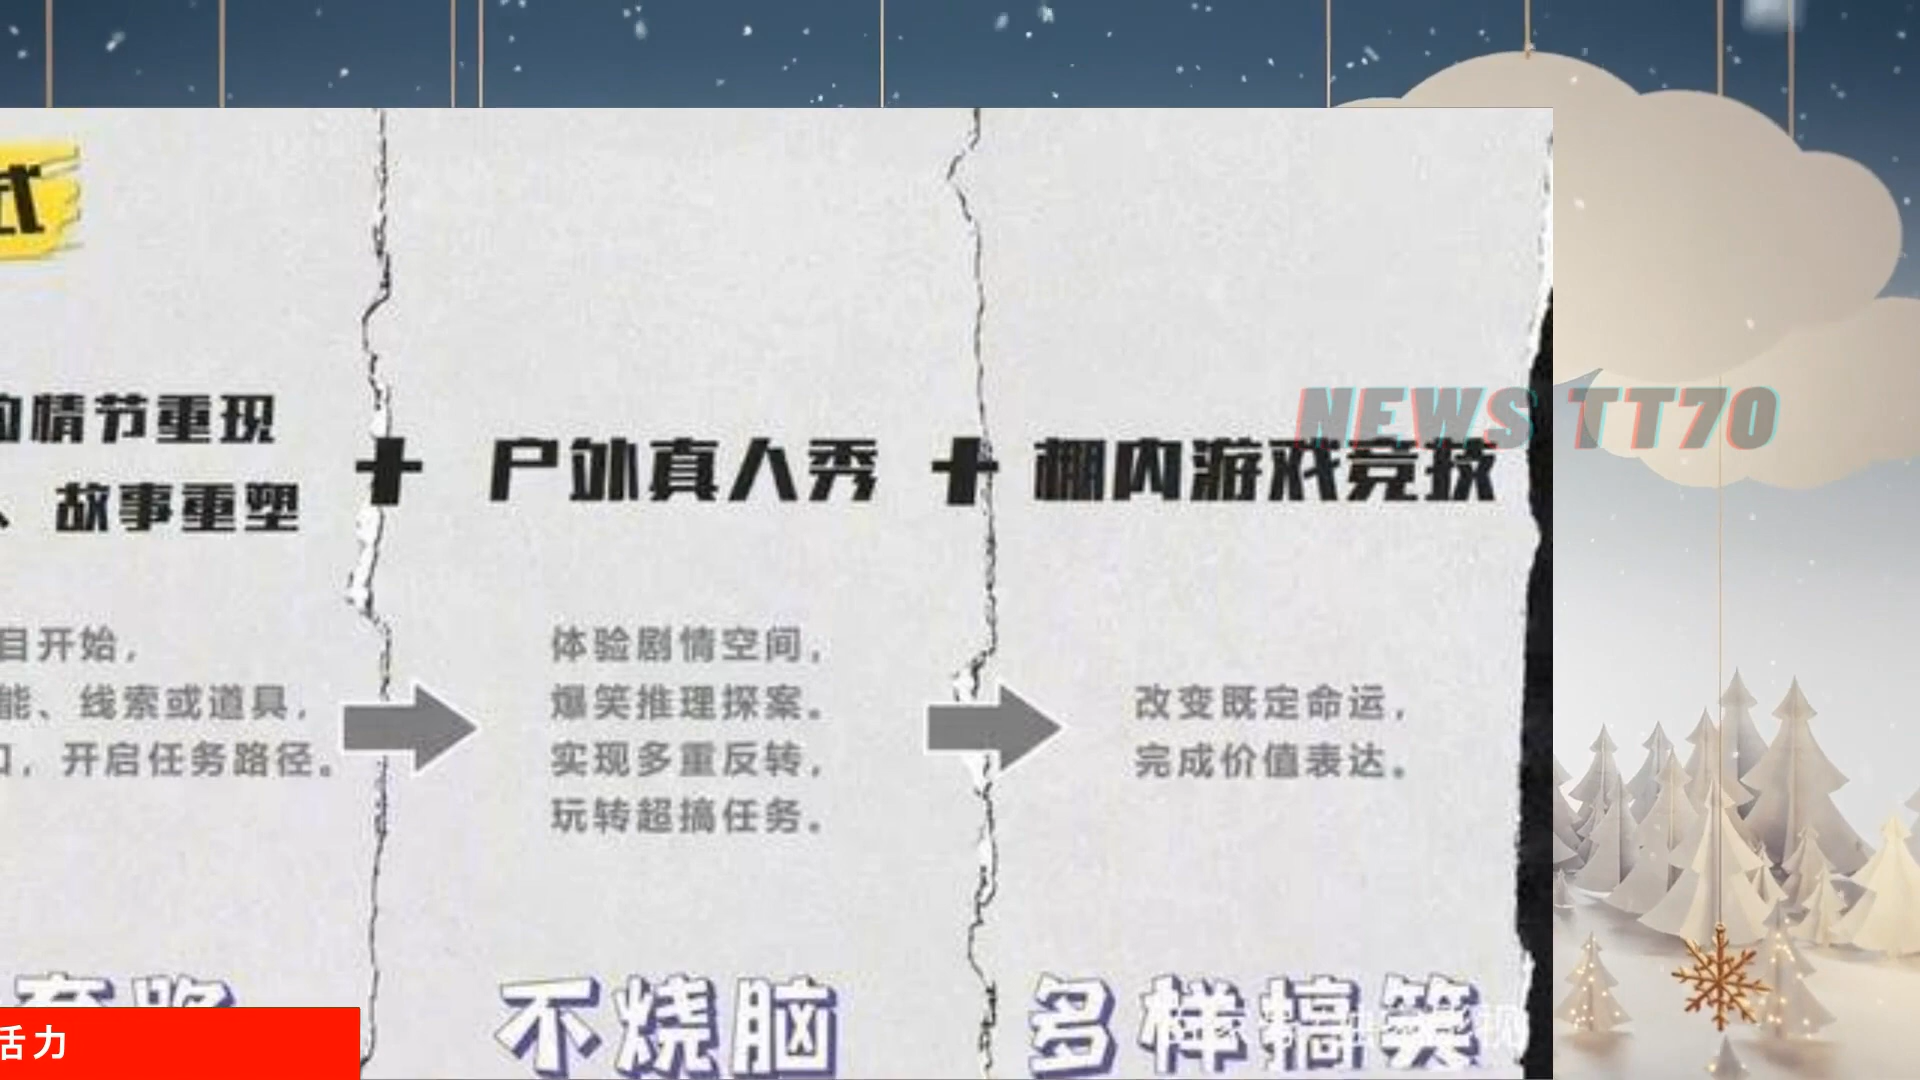 式
的情节重现
、故事重塑
+
户外真人秀
+
棚内游戏竞技
NEWS TT70
目开始，
能、线索或道具，
口，开启任务路径。
体验剧情空间，
爆笑推理探案。
实现多重反转，
玩转超搞任务。
改变既定命运，
完成价值表达。
套路
不烧脑
多样搞笑
活力